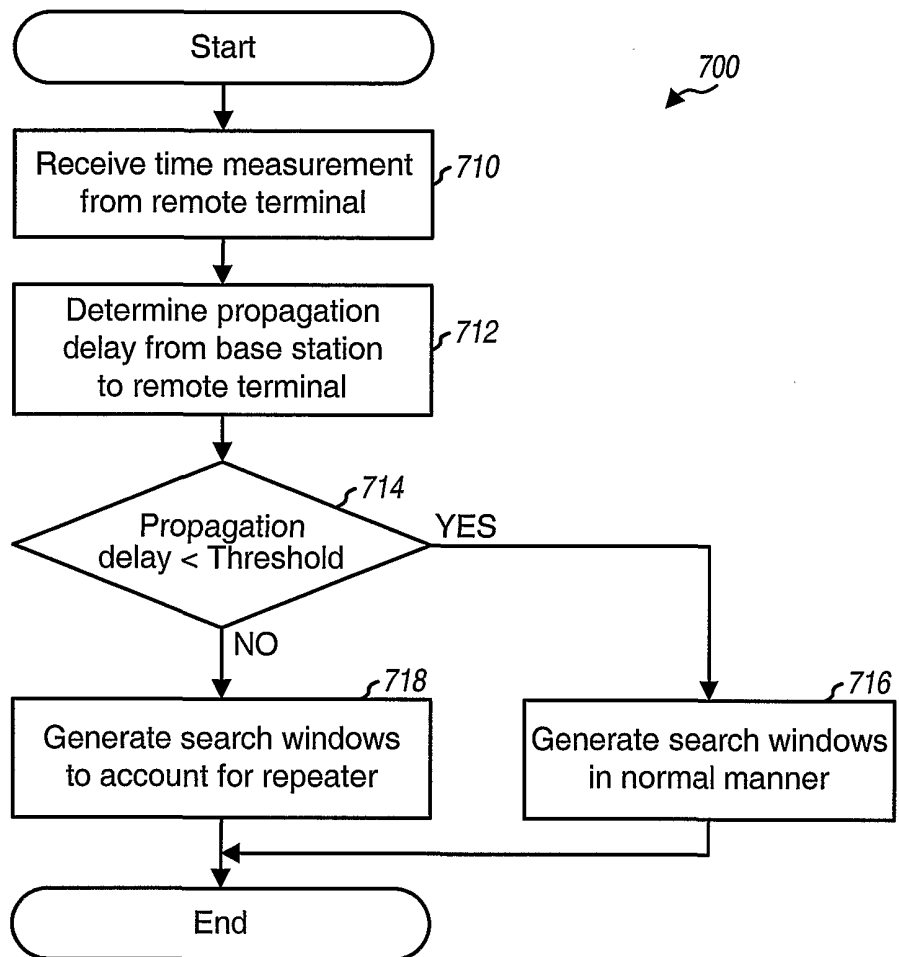 Start
700
Receive time measurement
from remote terminal
710
Determine propagation
delay from base station
to remote terminal
712
714
Propagation
delay < Threshold
YES
NO
718
Generate search windows
to account for repeater
716
Generate search windows
in normal manner
End